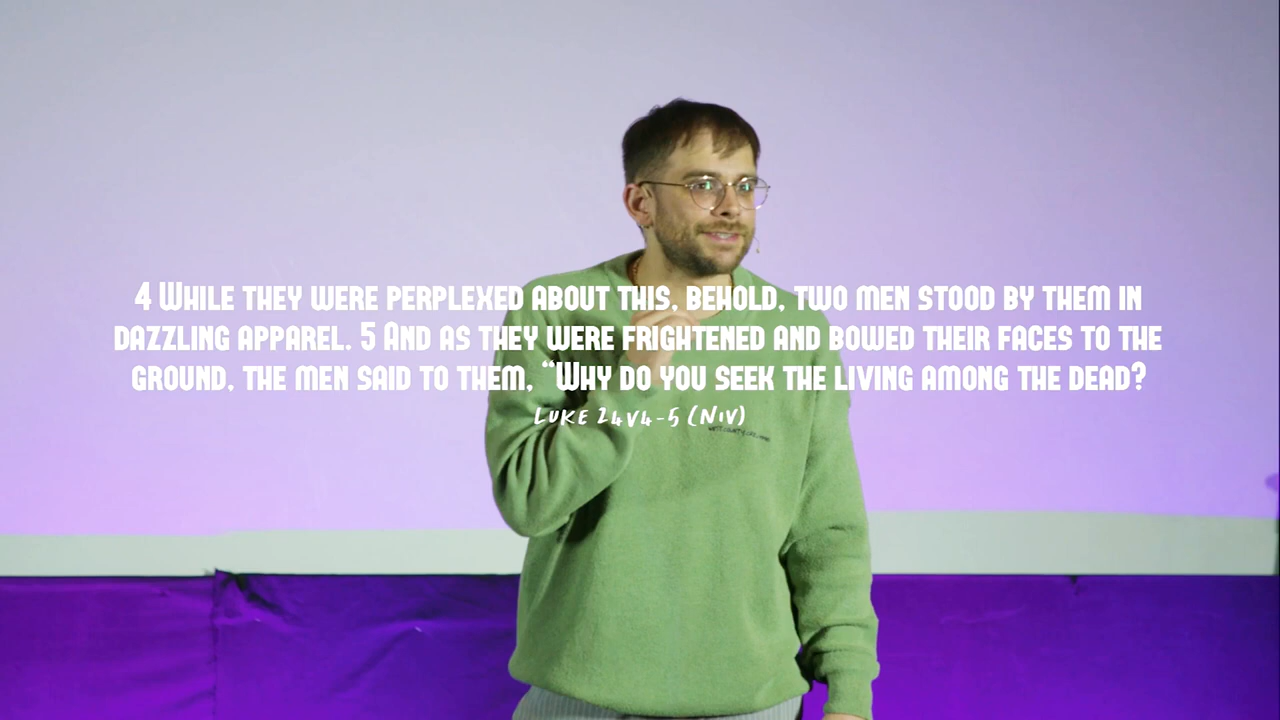 4 While they were perplexed about this, behold, two men stood by them in
dazzling apparel. 5 And as they were frightened and bowed their faces to the
ground, the men said to them, “Why do you seek the living among the dead?
Luke 24v4-5 (NIV)